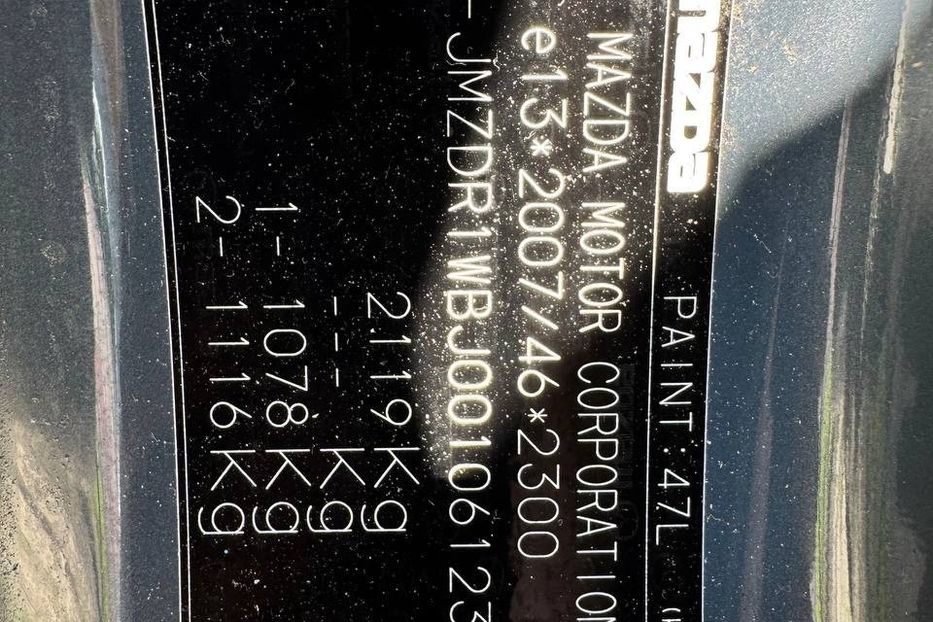 mazda PAINT:47L
MAZDA MOTOR CORPORATION
e13*2007/46*2300
-JMZDR1WBJ00106123
2119Kg
---Kg
1-1078Kg
2-1116Kg